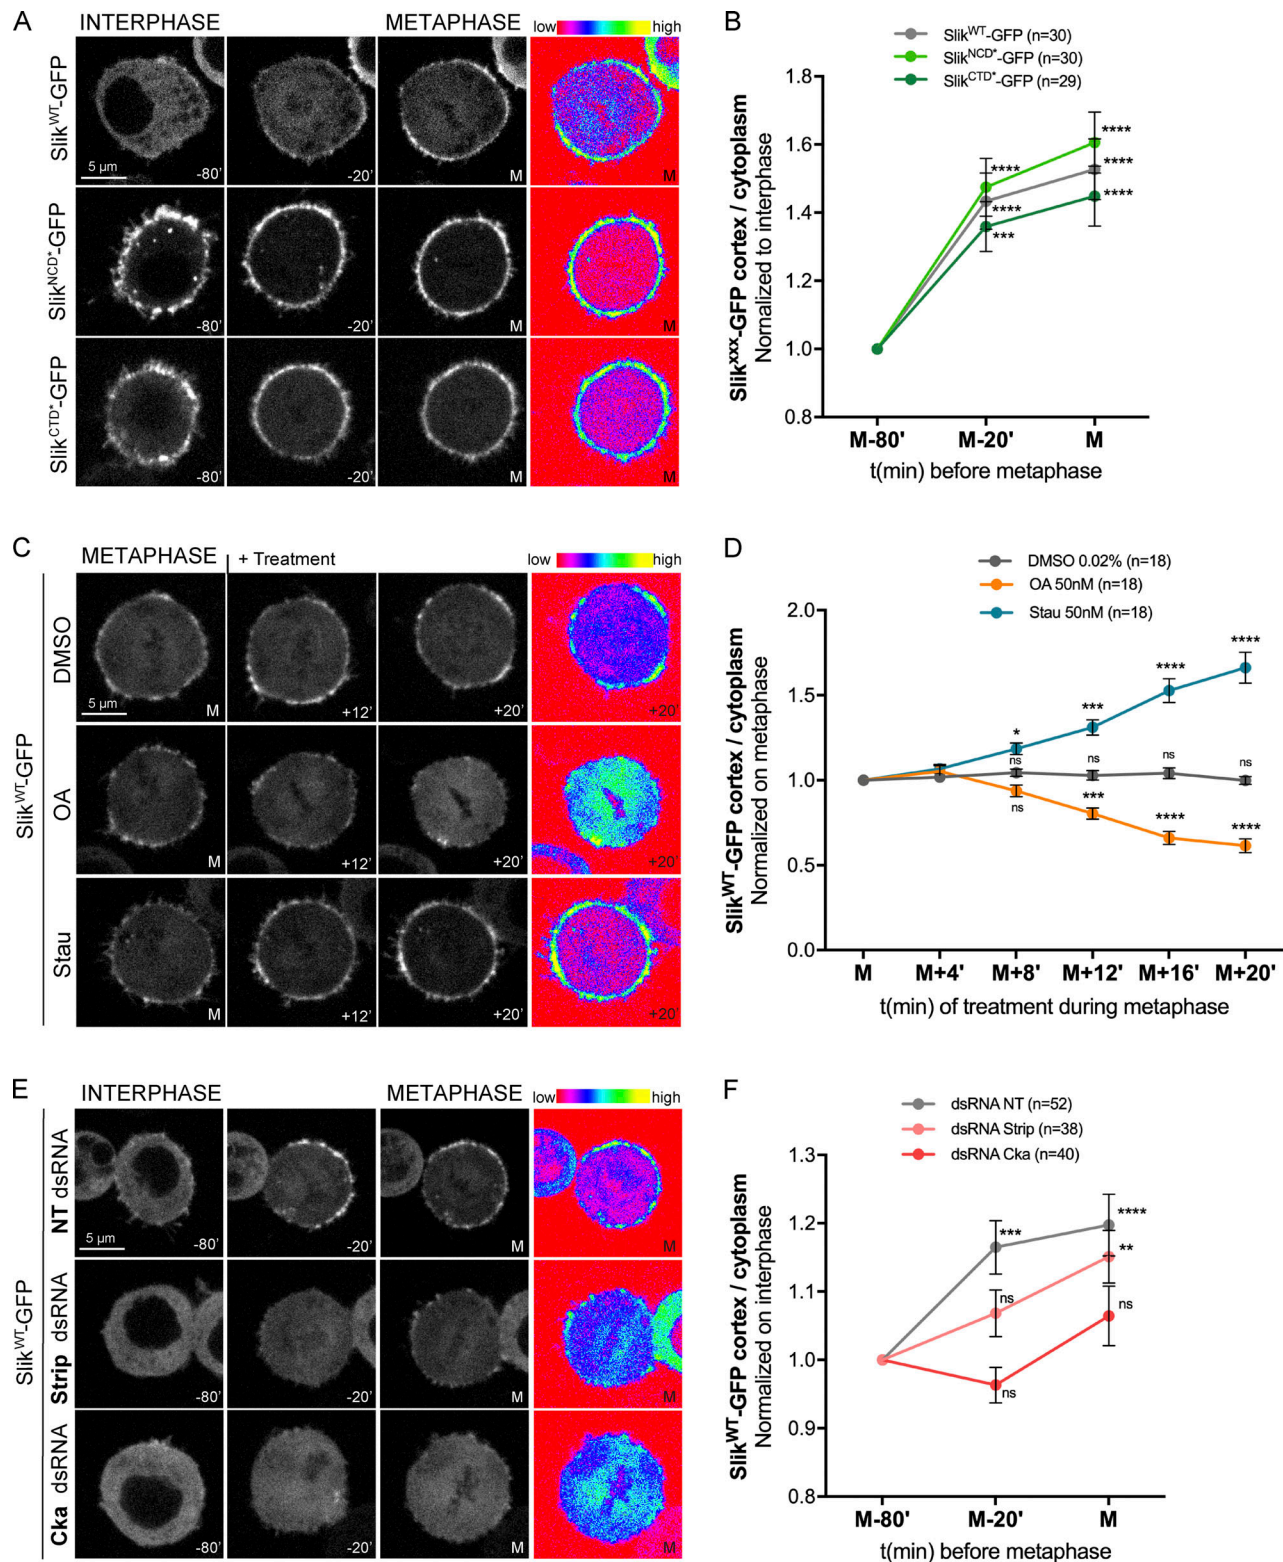 A
INTERPHASE
METAPHASE
low high
Slik^WT-GFP
5 µm
-80'
-20'
M
M
Slik^NCD*-GFP
-80'
-20'
M
M
Slik^CTD*-GFP
-80'
-20'
M
M
B
Slik^WT-GFP (n=30)
Slik^NCD*-GFP (n=30)
Slik^CTD*-GFP (n=29)
Slik^xxx-GFP cortex / cytoplasm
Nornalized to interphase
1.8
1.6
1.4
1.2
1.0
0.8
****
****
****
****
****
***
M-80' M-20' M
t(min) before metaphase
C
METAPHASE
+ Treatment
low high
Slik^WT-GFP
DMSO
5 µm
M
+12'
+20'
+20'
OA
M
+12'
+20'
+20'
Stau
M
+12'
+20'
+20'
D
DMSO 0.02% (n=18)
OA 50nM (n=18)
Stau 50nM (n=18)
Slik^WT-GFP cortex / cytoplasm
Normalized on metaphase
2.0
1.5
1.0
0.5
0.0
* *** **** ****
ns ns ns ns
ns *** **** ****
M M+4' M+8' M+12' M+16' M+20'
t(min) of treatment during metaphase
E
INTERPHASE
METAPHASE
low high
Slik^WT-GFP
NT dsRNA
5 µm
-80'
-20'
M
M
Strip dsRNA
-80'
-20'
M
M
Cka dsRNA
-80'
-20'
M
M
F
dsRNA NT (n=52)
dsRNA Strip (n=38)
dsRNA Cka (n=40)
Slik^WT-GFP cortex / cytoplasm
Normalized on interphase
1.3
1.2
1.1
1.0
0.9
0.8
*** ****
ns **
ns ns
M-80' M-20' M
t(min) before metaphase